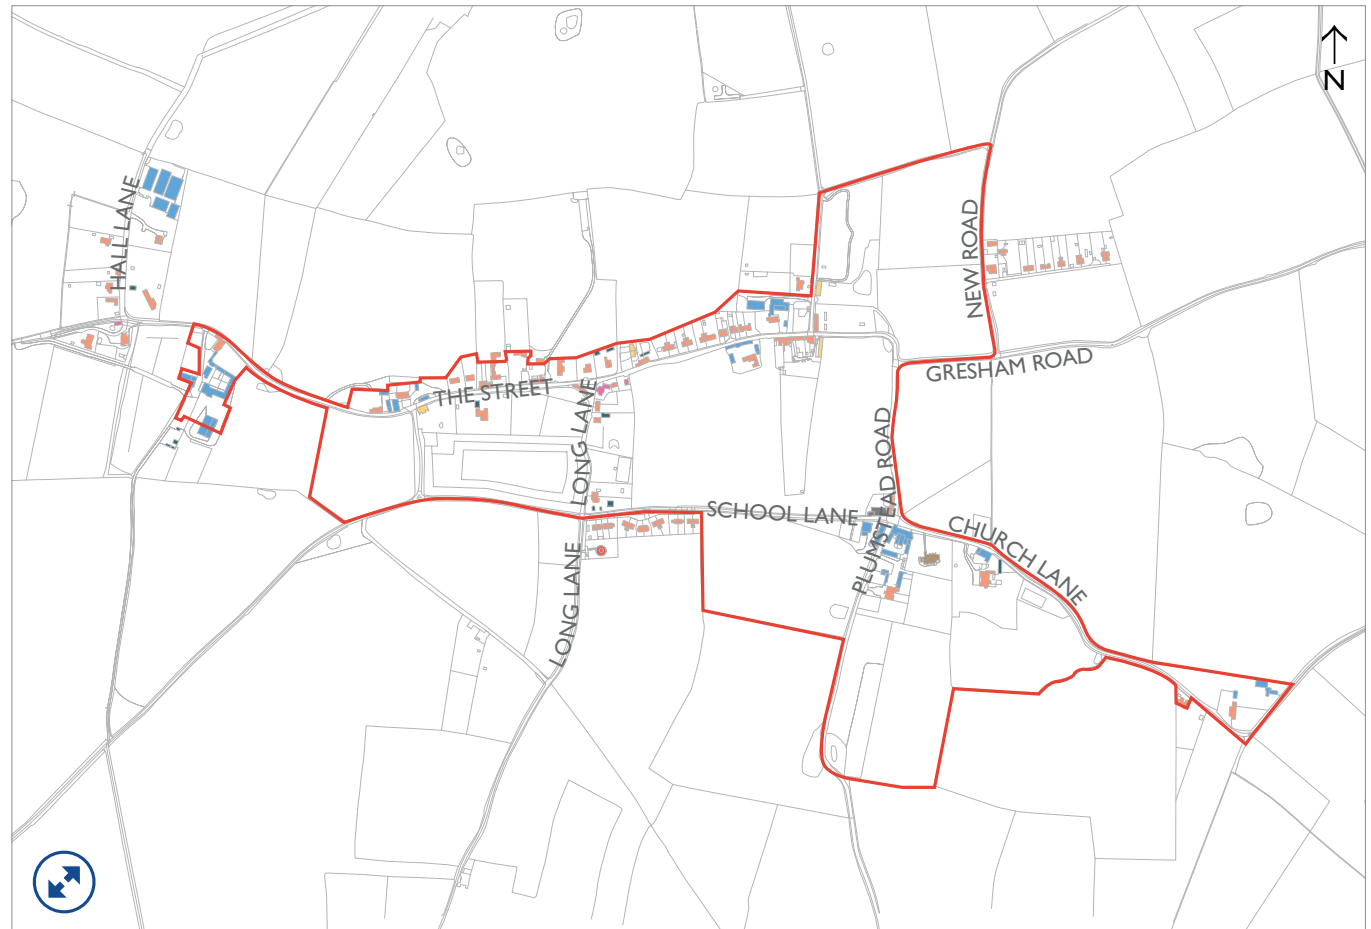 N
HALL LANE
NEW ROAD
GRESHAM ROAD
THE STREET
LONG LANE
PLUMSTEAD ROAD
SCHOOL LANE
CHURCH LANE
LONG LANE